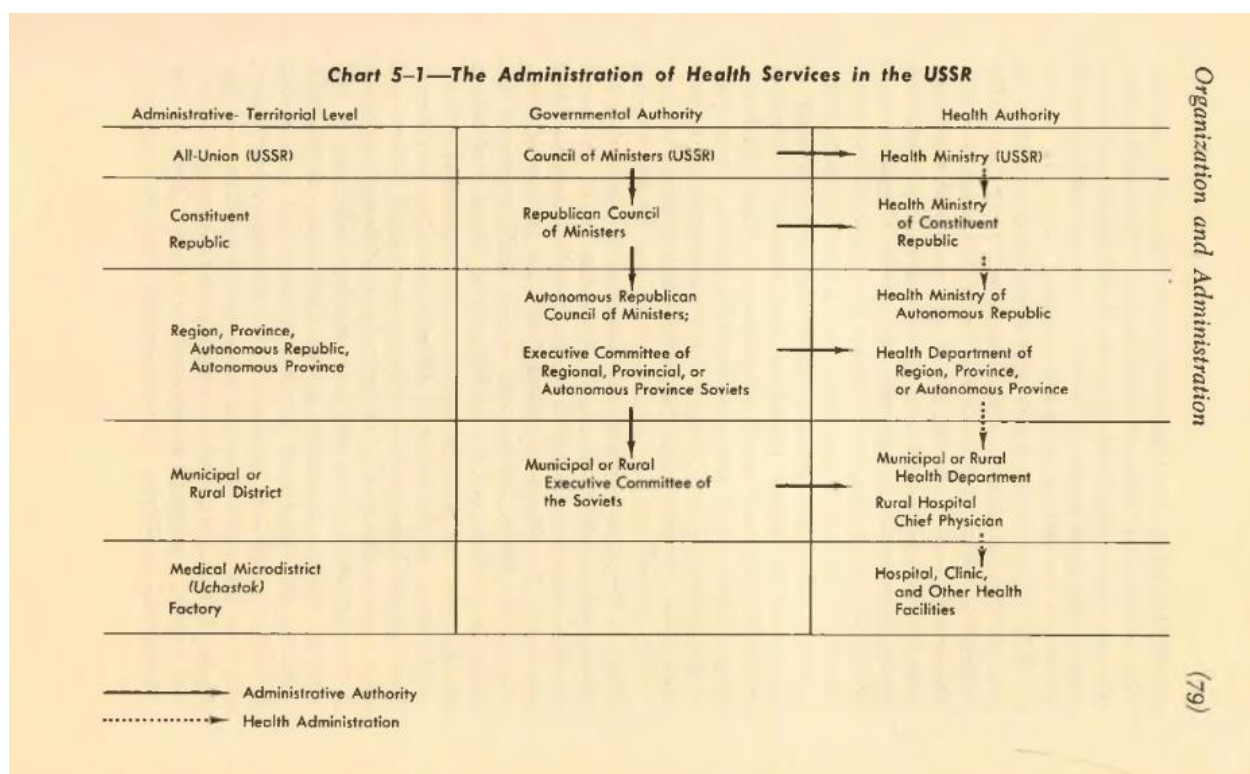 Chart 5–1—The Administration of Health Services in the USSR
Administrative- Territorial Level
Governmental Authority
Health Authority
All-Union (USSR)
Council of Ministers (USSR)
Health Ministry (USSR)
Constituent
Republic
Republican Council
of Ministers
Health Ministry
of Constituent
Republic
Region, Province,
Autonomous Republic,
Autonomous Province
Autonomous Republican
Council of Ministers;
Executive Committee of
Regional, Provincial, or
Autonomous Province Soviets
Health Ministry of
Autonomous Republic
Health Department of
Region, Province,
or Autonomous Province
Municipal or
Rural District
Municipal or Rural
Executive Committee of
the Soviets
Municipal or Rural
Health Department
Rural Hospital
Chief Physician
Medical Microdistrict
(Uchastok)
Factory
Hospital, Clinic,
and Other Health
Facilities
Administrative Authority
Health Administration
Organization and Administration
(79)